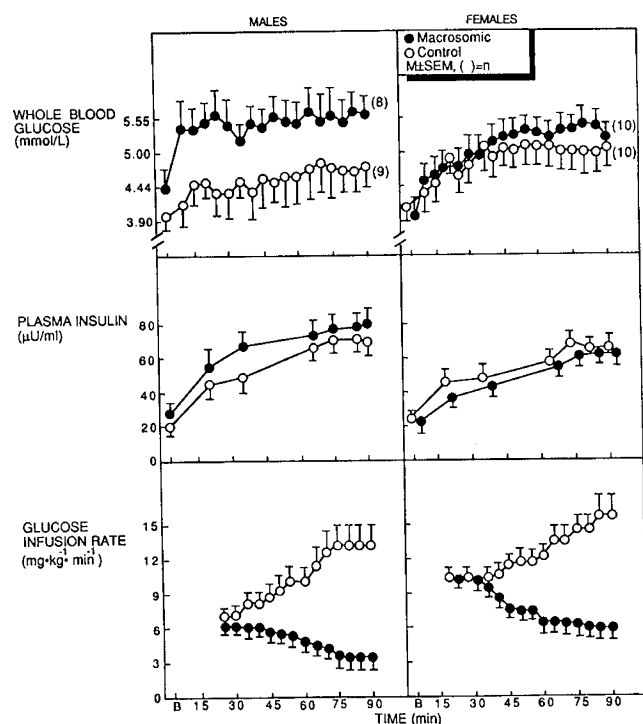 MALES
FEMALES
● Macrosomic
○ Control
M±SEM, ( )=n
WHOLE BLOOD
GLUCOSE
(mmol/L)
5.55
5.00
4.44
3.90
(8)
(9)
(10)
(10)
PLASMA INSULIN
(µU/ml)
80
60
40
20
0
GLUCOSE
INFUSION RATE
(mg•kg⁻¹• min⁻¹)
15
12
9
6
3
0
B 15 30 45 60 75 90
B 15 30 45 60 75 90
TIME (min)